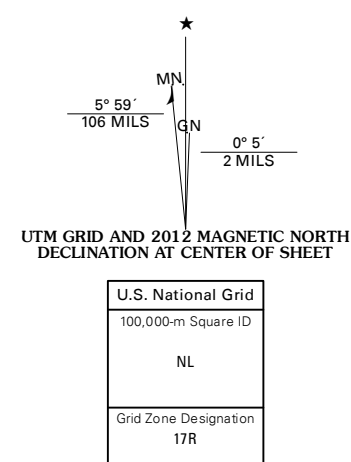 ★
MN
GN
5° 59´
106 MILS
0° 5´
2 MILS
UTM GRID AND 2012 MAGNETIC NORTH
DECLINATION AT CENTER OF SHEET
U.S. National Grid
100,000-m Square ID
NL
Grid Zone Designation
17R